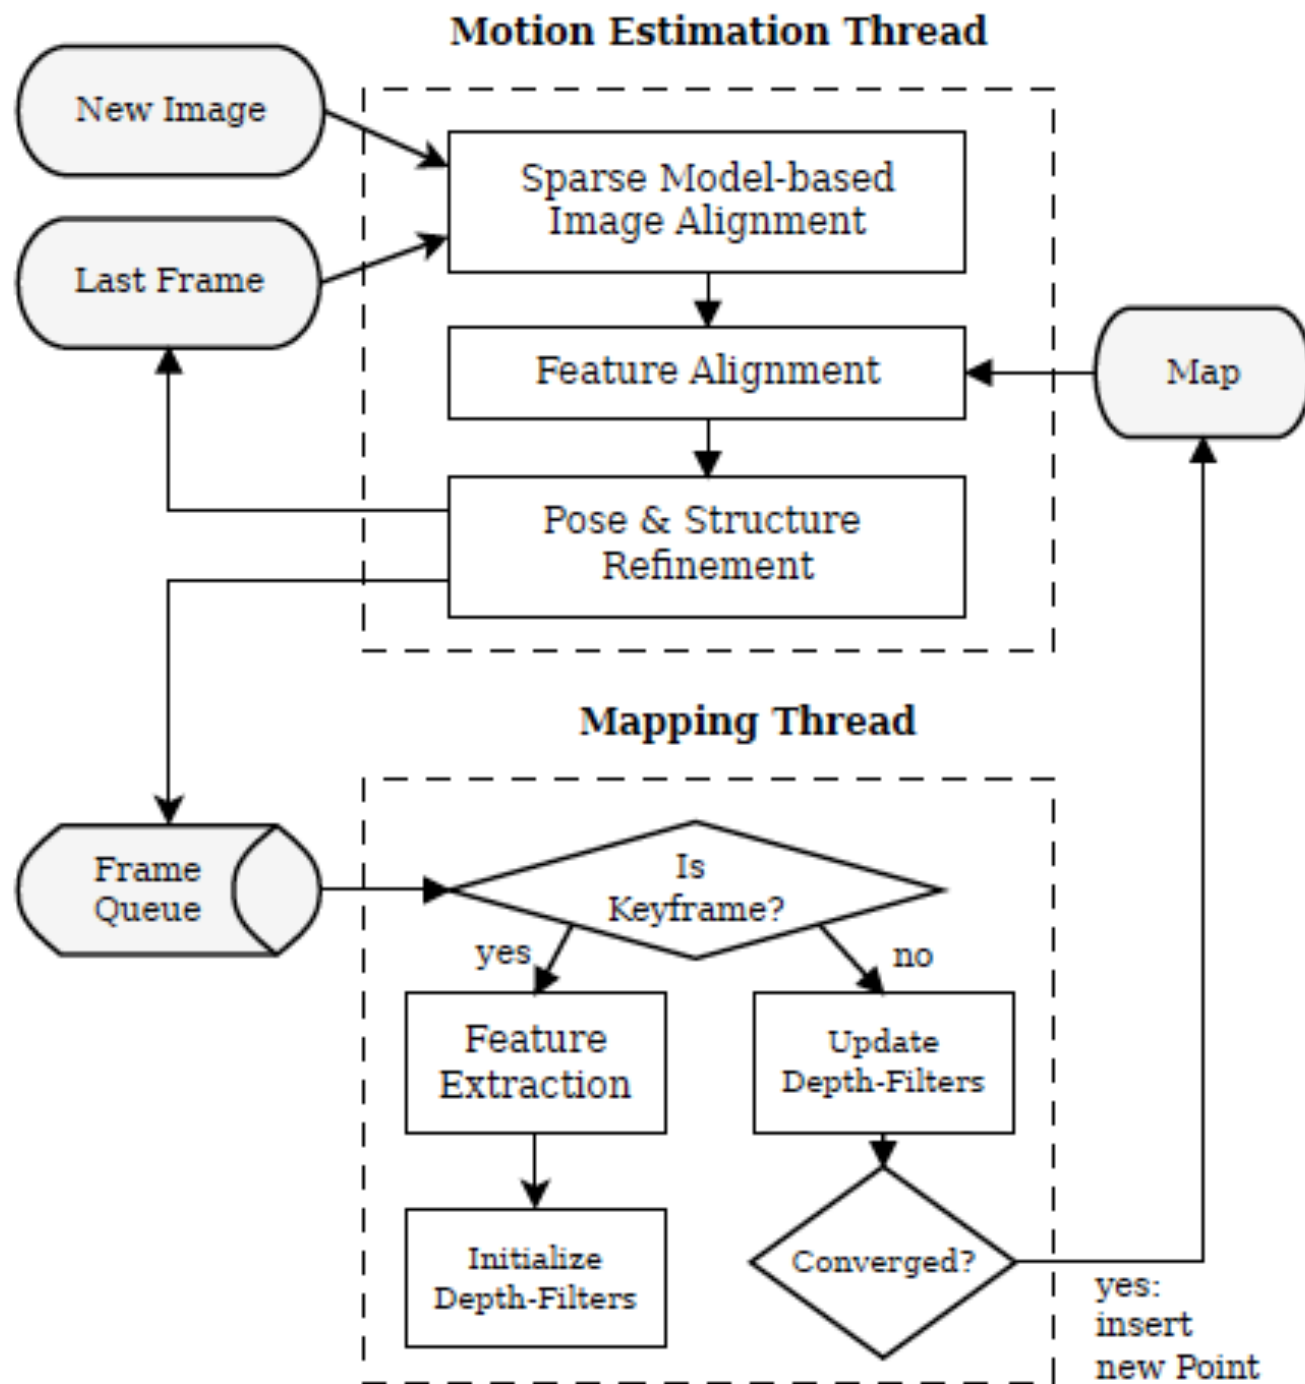 Motion Estimation Thread
New Image
Sparse Model-based
Image Alignment
Last Frame
Feature Alignment
Map
Pose & Structure
Refinement
Mapping Thread
Frame
Queue
Is
Keyframe?
yes
no
Feature
Extraction
Update
Depth-Filters
Initialize
Depth-Filters
Converged?
yes:
insert
new Point